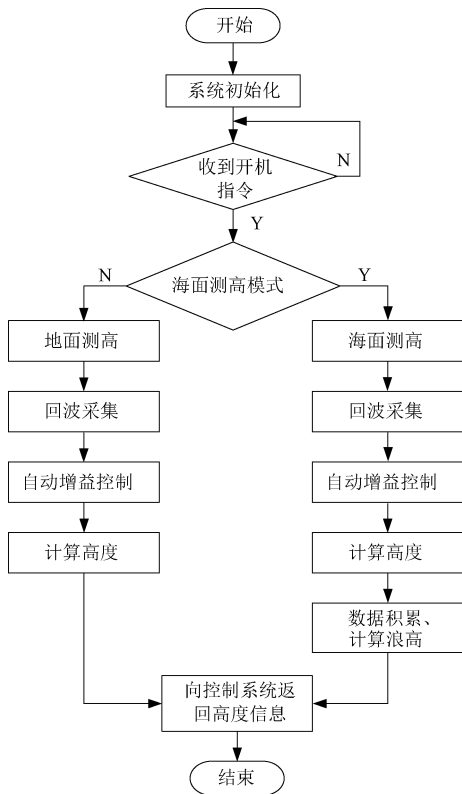 开始
系统初始化
收到开机
指令
N
Y
海面测高模式
N
Y
地面测高
海面测高
回波采集
回波采集
自动增益控制
自动增益控制
计算高度
计算高度
数据积累、
计算浪高
向控制系统返
回高度信息
结束